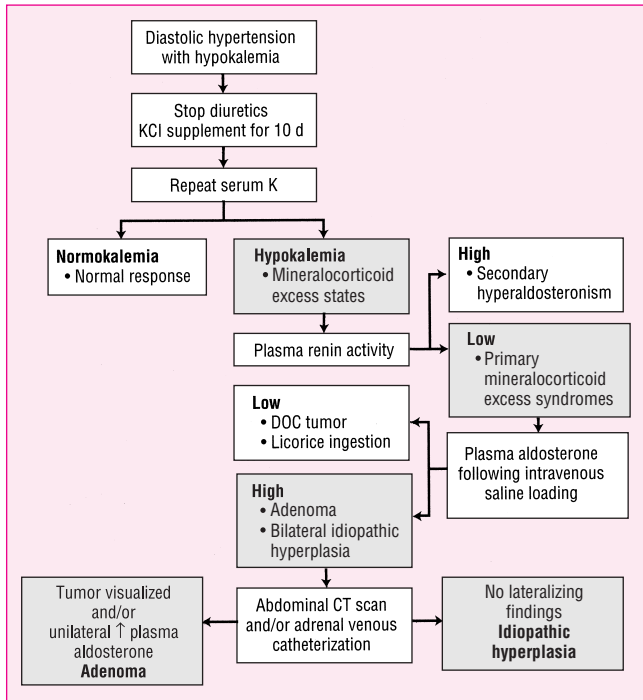 Diastolic hypertension
with hypokalemia
Stop diuretics
KCI supplement for 10 d
Repeat serum K
Normokalemia
• Normal response
Hypokalemia
• Mineralocorticoid
excess states
High
• Secondary
hyperaldosteronism
Plasma renin activity
Low
• Primary
mineralocorticoid
excess syndromes
Low
• DOC tumor
• Licorice ingestion
Plasma aldosterone
following intravenous
saline loading
High
• Adenoma
• Bilateral idiopathic
hyperplasia
Tumor visualized
and/or
unilateral ↑ plasma
aldosterone
Adenoma
Abdominal CT scan
and/or adrenal venous
catheterization
No lateralizing
findings
Idiopathic
hyperplasia